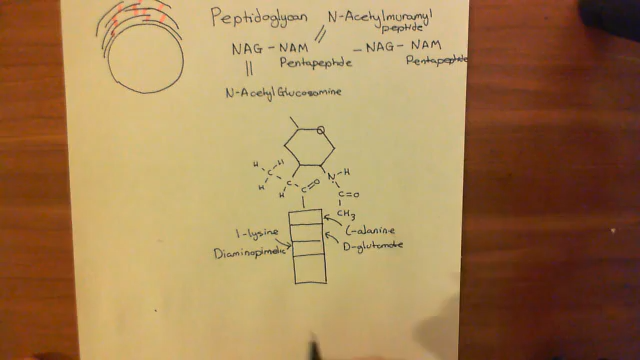 Peptidoglycan
N-Acetylmuramyl
peptide
NAG - NAM
- NAG - NAM
Pentapeptide
Pentapeptide
N-Acetyl Glucosamine
O
H H
C
H
C
H
C=O
N-H
C=O
CH3
l-lysine
Diaminopimelic
L-alanine
D-glutamate